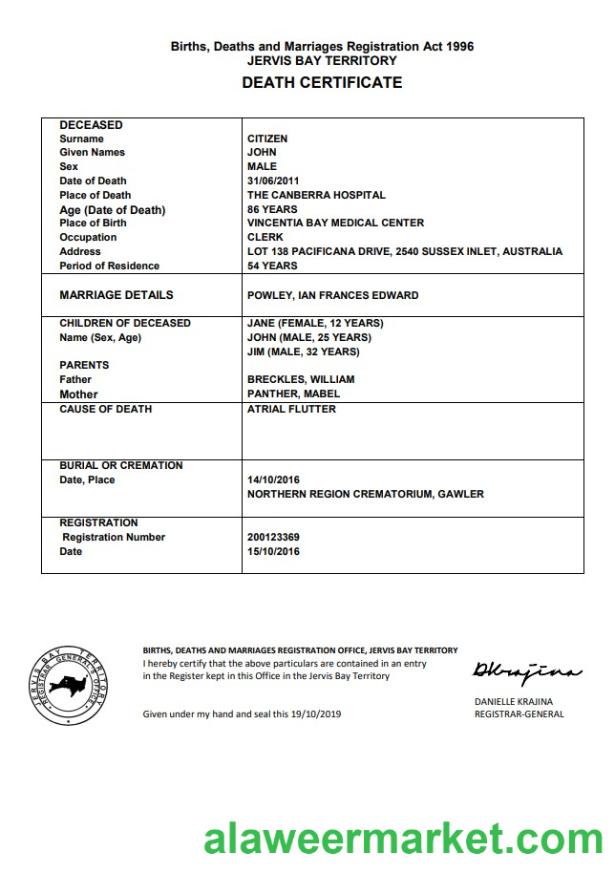 Births, Deaths and Marriages Registration Act 1996
JERVIS BAY TERRITORY
DEATH CERTIFICATE
DECEASED
Surname CITIZEN
Given Names JOHN
Sex MALE
Date of Death 31/06/2011
Place of Death THE CANBERRA HOSPITAL
Age (Date of Death) 86 YEARS
Place of Birth VINCENTIA BAY MEDICAL CENTER
Occupation CLERK
Address LOT 138 PACIFICANA DRIVE, 2540 SUSSEX INLET, AUSTRALIA
Period of Residence 54 YEARS
MARRIAGE DETAILS POWLEY, IAN FRANCES EDWARD
CHILDREN OF DECEASED JANE (FEMALE, 12 YEARS)
Name (Sex, Age) JOHN (MALE, 25 YEARS)
JIM (MALE, 32 YEARS)
PARENTS
Father BRECKLES, WILLIAM
Mother PANTHER, MABEL
CAUSE OF DEATH ATRIAL FLUTTER
BURIAL OR CREMATION
Date, Place 14/10/2016
NORTHERN REGION CREMATORIUM, GAWLER
REGISTRATION
Registration Number 200123369
Date 15/10/2016
JERVIS BAY TERRITORY
REGISTRAR GENERAL'S OFFICE
BIRTHS, DEATHS AND MARRIAGES REGISTRATION OFFICE, JERVIS BAY TERRITORY
I hereby certify that the above particulars are contained in an entry
in the Register kept in this Office in the Jervis Bay Territory
Given under my hand and seal this 19/10/2019
DKrajina
DANIELLE KRAJINA
REGISTRAR-GENERAL
alaweermarket.com